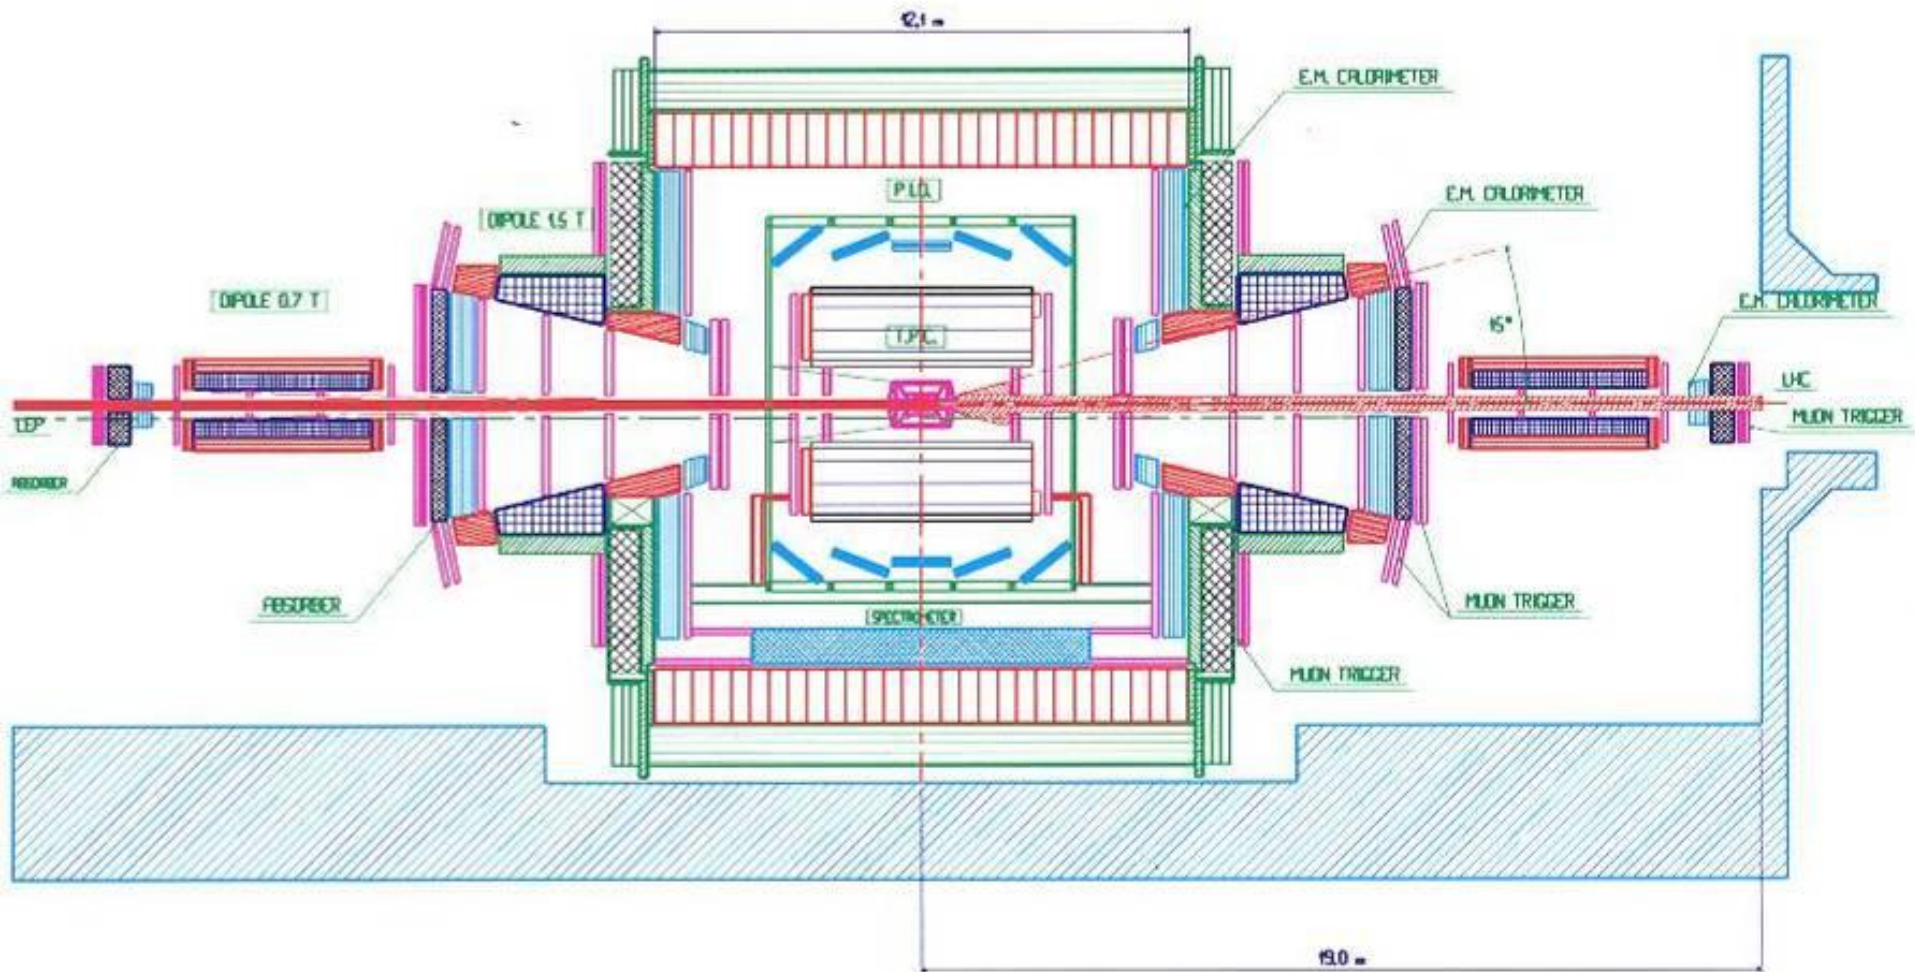 12,1 m
E.M. CALORIMETER
P.I.D.
E.M. CALORIMETER
DIPOLE 1.5 T
DIPOLE 0.7 T
E.M. CALORIMETER
15°
T.P.C.
LHC
LEP
MUON TRIGGER
ABSORBER
ABSORBER
MUON TRIGGER
SPECTROMETER
MUON TRIGGER
19.0 m